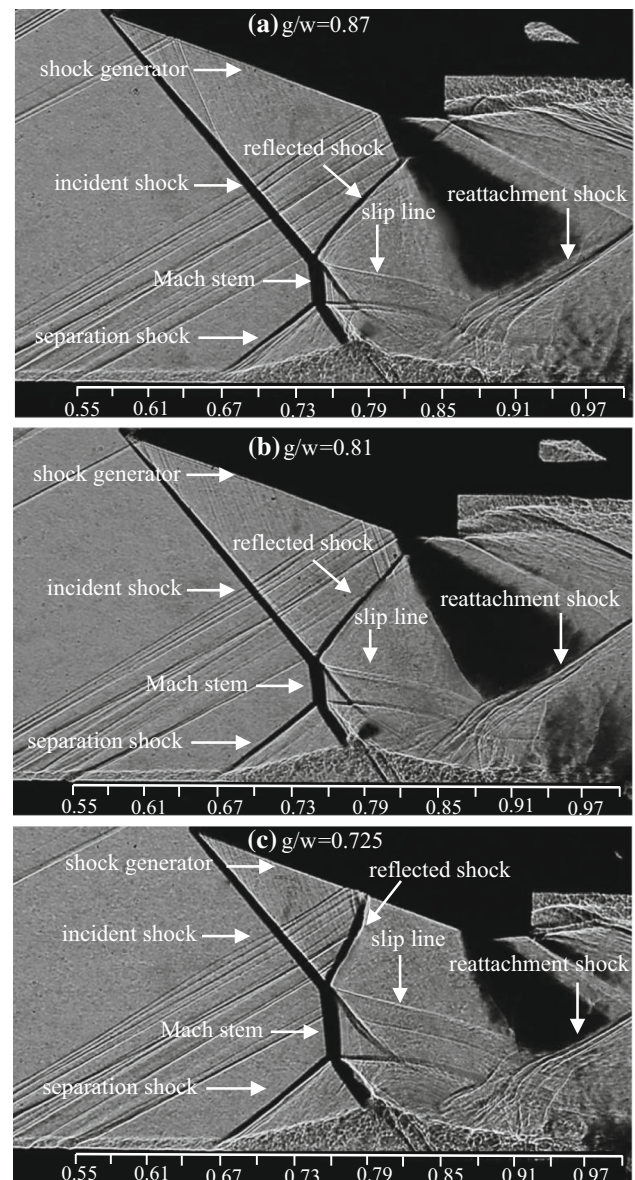 (a) g/w=0.87
shock generator
reflected shock
incident shock
reattachment shock
slip line
Mach stem
separation shock
0.55 0.61 0.67 0.73 0.79 0.85 0.91 0.97
(b) g/w=0.81
shock generator
reflected shock
incident shock
reattachment shock
slip line
Mach stem
separation shock
0.55 0.61 0.67 0.73 0.79 0.85 0.91 0.97
(c) g/w=0.725
shock generator
reflected shock
incident shock
slip line
reattachment shock
Mach stem
separation shock
0.55 0.61 0.67 0.73 0.79 0.85 0.91 0.97